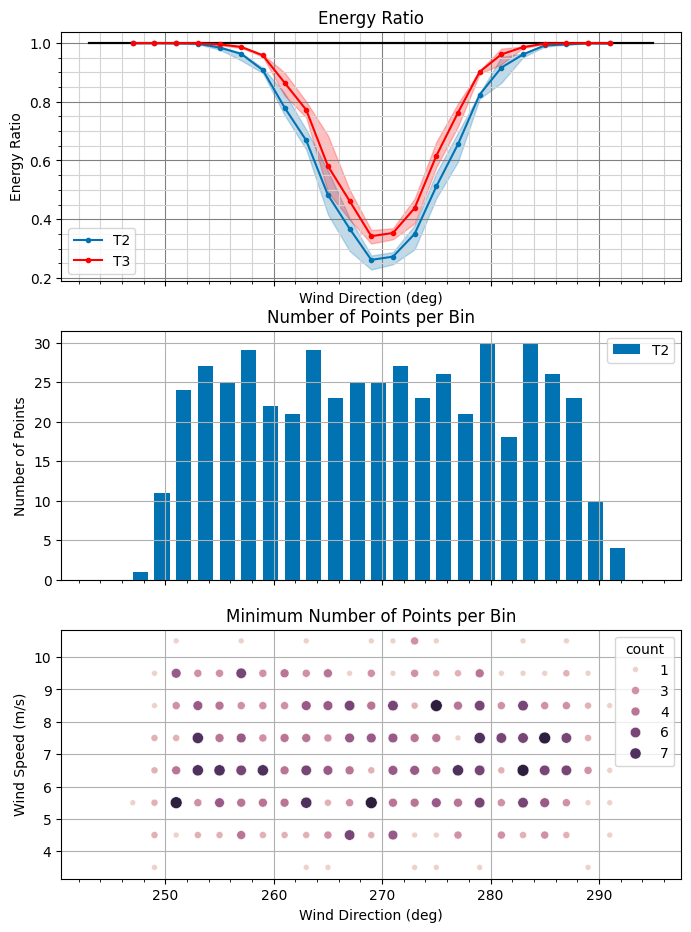 Energy Ratio
1.0
0.8
0.6
0.4
0.2
Energy Ratio
T2
T3
Wind Direction (deg)
Number of Points per Bin
30
25
20
15
10
5
0
Number of Points
T2
Minimum Number of Points per Bin
10
9
8
7
6
5
4
Wind Speed (m/s)
count
1
3
4
6
7
250
260
270
280
290
Wind Direction (deg)